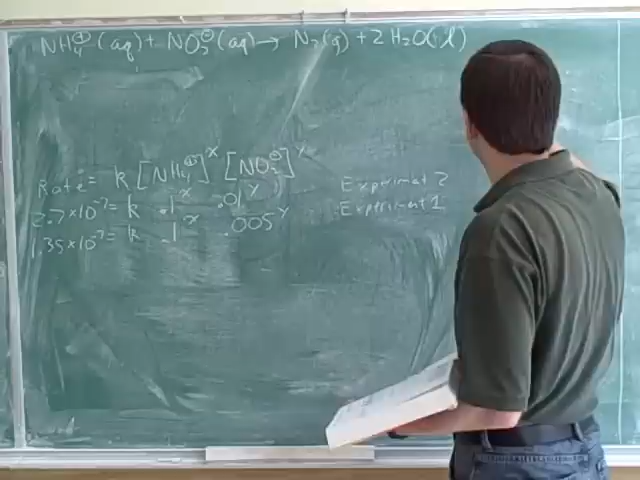 NH₄⊕(aq) + NO₂⊖(aq) → N₂(g) + 2 H₂O(l)
Rate = k [NH₄⊕]ˣ [NO₂⊖]ʸ
2.7×10⁻⁷ = k .1ˣ .01ʸ Experimat 2
1.35×10⁻⁷ = k .1ˣ .005ʸ Experiment 1